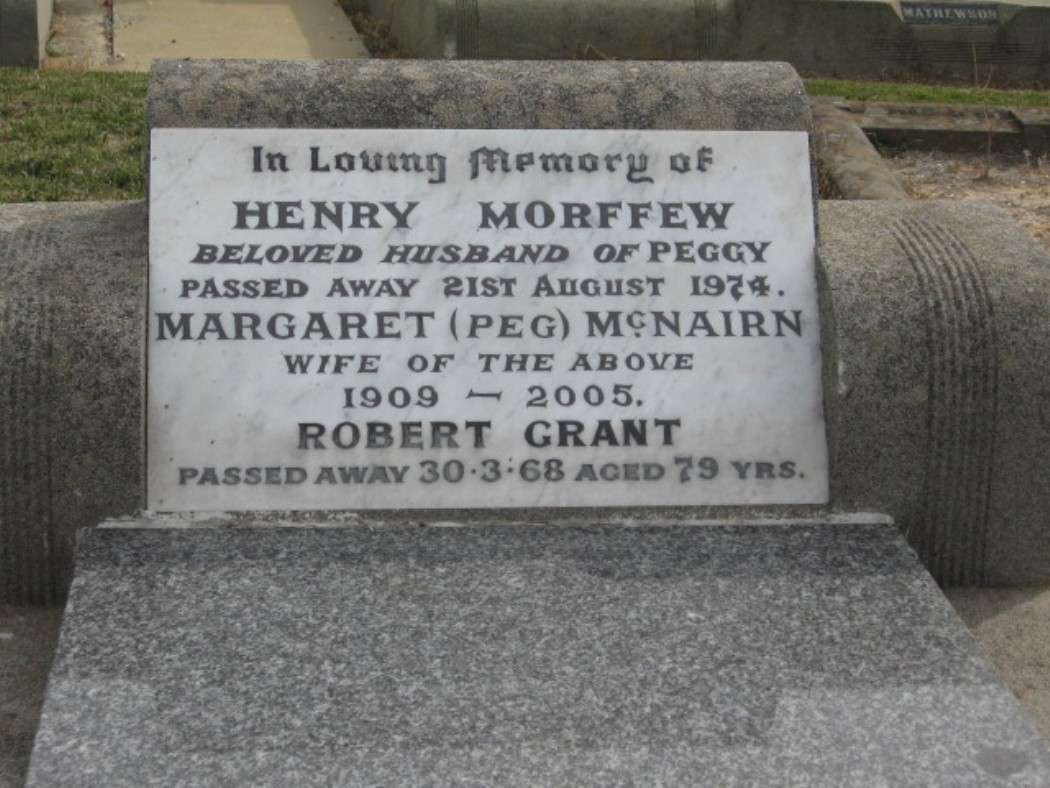 MATHEWSON
In Loving Memory of
HENRY MORFFEW
BELOVED HUSBAND OF PEGGY
PASSED AWAY 21ST AUGUST 1974.
MARGARET (PEG) McNAIRN
WIFE OF THE ABOVE
1909 — 2005.
ROBERT GRANT
PASSED AWAY 30·3·68 AGED 79 YRS.